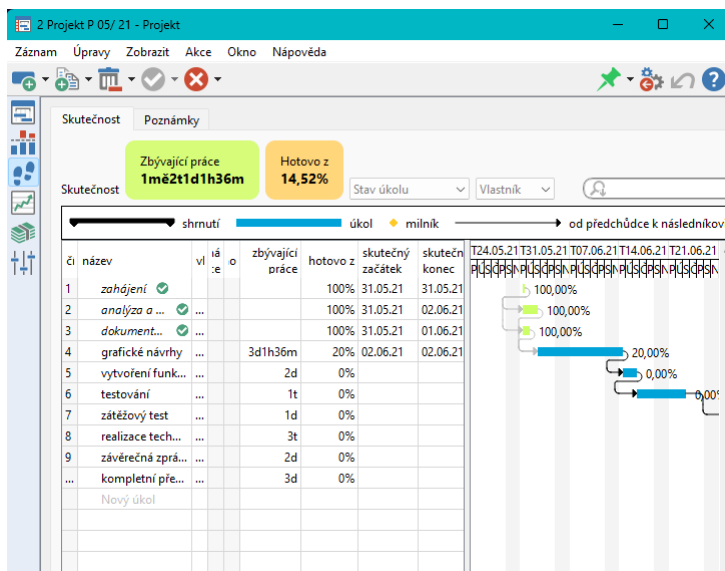 2 Projekt P 05/ 21 - Projekt
Záznam Úpravy Zobrazit Akce Okno Nápověda
Skutečnost Poznámky
Zbývající práce
1mě2t1d1h36m
Hotovo z
14,52%
Skutečnost Stav úkolu Vlastník
shrnutí úkol milník od předchůdce k následníkov
čí název vl zbývající práce hotovo z skutečný začátek skutečn konec
T24.05.21 T31.05.21 T07.06.21 T14.06.21 T21.06.21
1 zahájení 100% 31.05.21 31.05.21 100,00%
2 analýza a ... ... 100% 31.05.21 02.06.21 100,00%
3 dokument... ... 100% 31.05.21 01.06.21 100,00%
4 grafické návrhy ... 3d1h36m 20% 02.06.21 02.06.21 20,00%
5 vytvoření funk... ... 2d 0% 0,00%
6 testování ... 1t 0% 0,00%
7 zátěžový test ... 1d 0%
8 realizace tech... ... 3t 0%
9 závěrečná zprá... ... 2d 0%
... kompletní pře... ... 3d 0%
Nový úkol